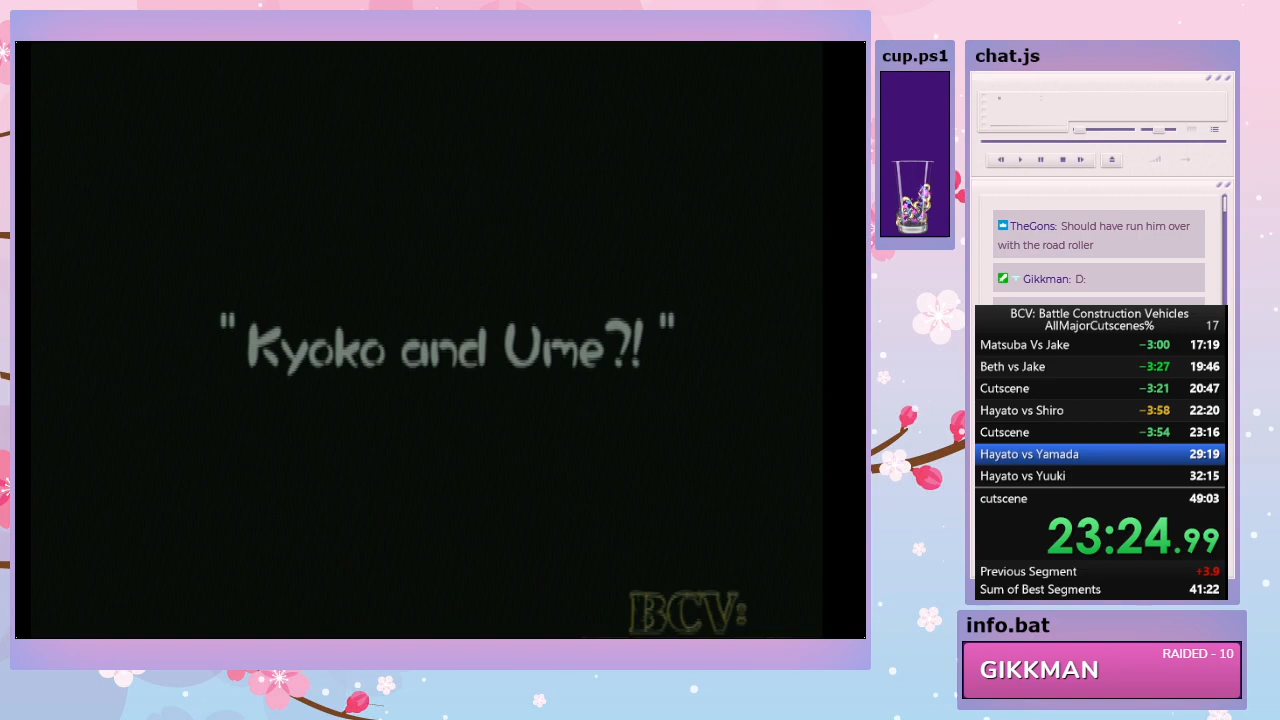 "Kyoko and Ume?!"
BCV:
cup.ps1
chat.js
TheGons: Should have run him over
with the road roller
Gikkman: D:
BCV: Battle Construction Vehicles
AllMajorCutscenes% 17
Matsuba Vs Jake −3:00 17:19
Beth vs Jake −3:27 19:46
Cutscene −3:21 20:47
Hayato vs Shiro −3:58 22:20
Cutscene −3:54 23:16
Hayato vs Yamada 29:19
Hayato vs Yuuki 32:15
cutscene 49:03
23:24.99
Previous Segment +3.9
Sum of Best Segments 41:22
info.bat
RAIDED - 10
GIKKMAN